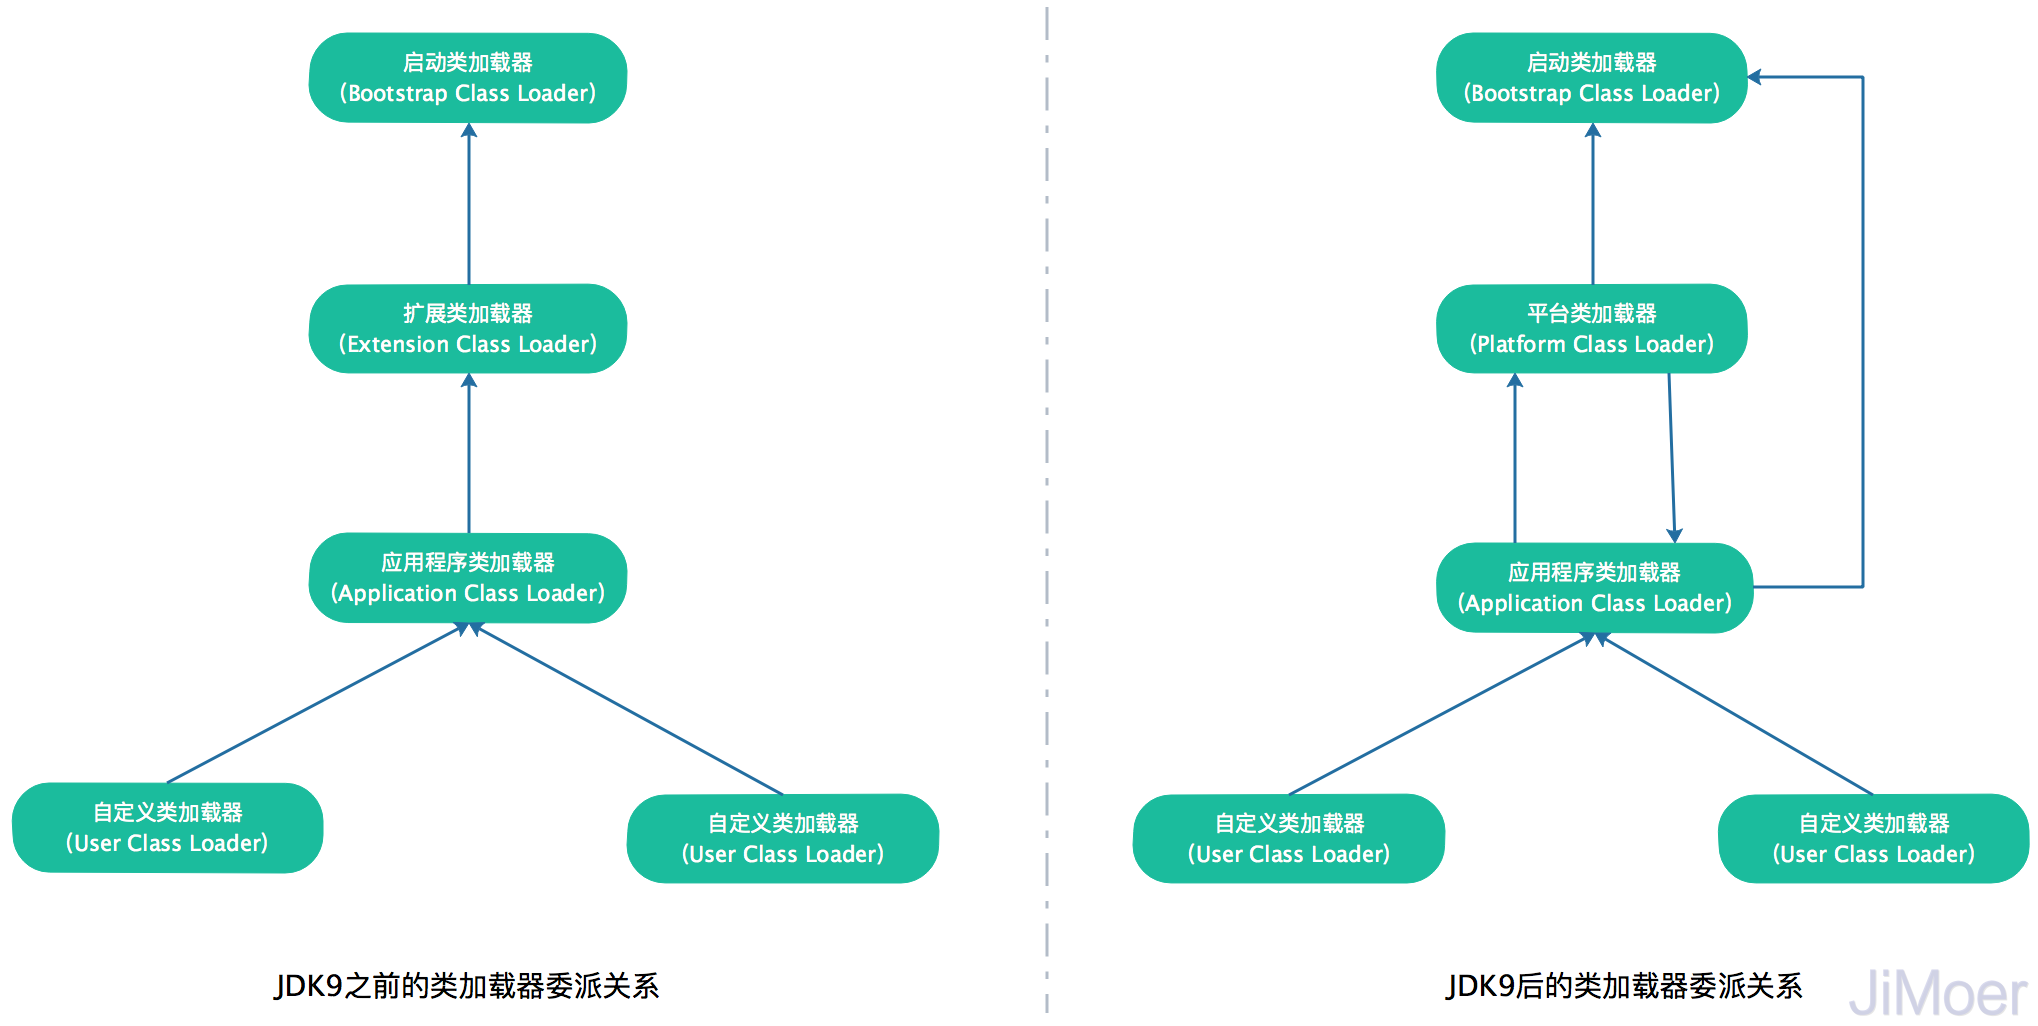 启动类加载器
(Bootstrap Class Loader)
扩展类加载器
(Extension Class Loader)
应用程序类加载器
(Application Class Loader)
自定义类加载器
(User Class Loader)
自定义类加载器
(User Class Loader)
JDK9之前的类加载器委派关系
启动类加载器
(Bootstrap Class Loader)
平台类加载器
(Platform Class Loader)
应用程序类加载器
(Application Class Loader)
自定义类加载器
(User Class Loader)
自定义类加载器
(User Class Loader)
JDK9后的类加载器委派关系
JiMoer